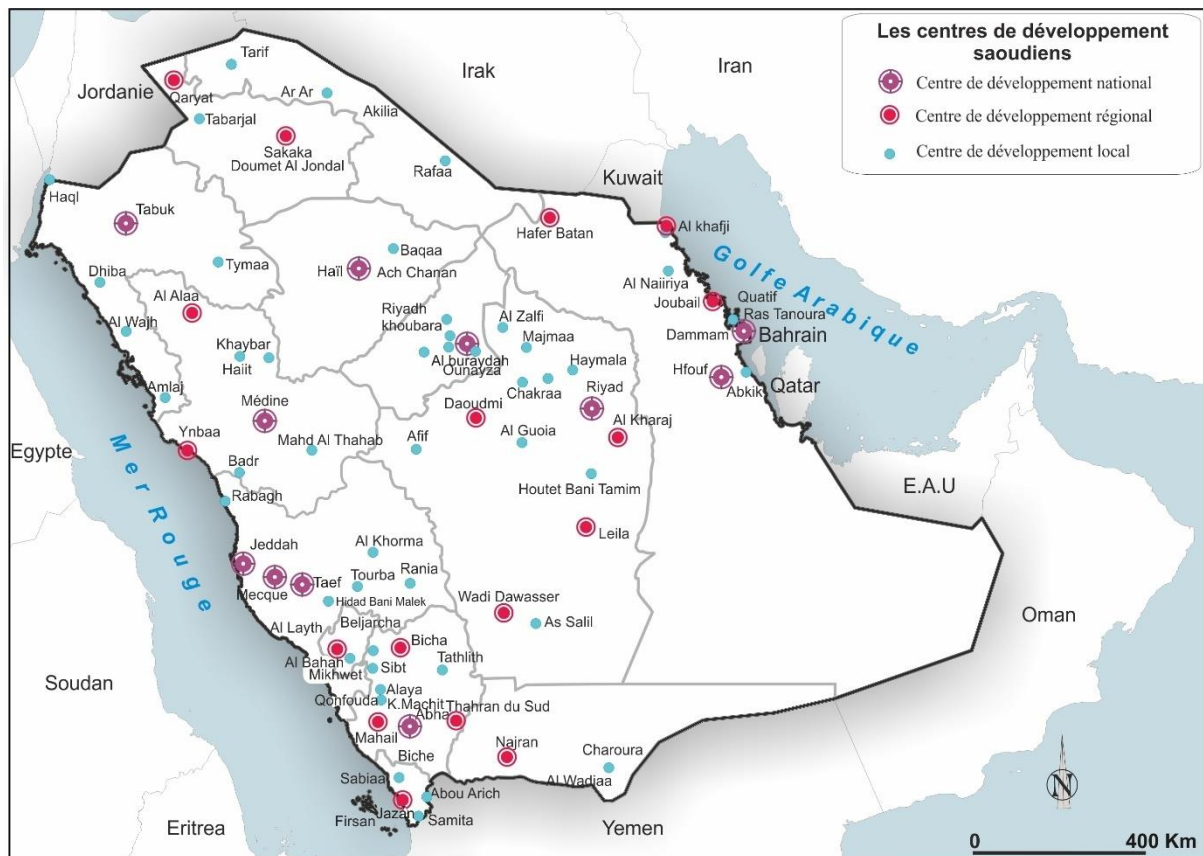 Les centres de développement
saoudiens
Centre de développement national
Centre de développement régional
Centre de développement local
Irak
Iran
Jordanie
Kuwait
Golfe Arabique
Bahrain
Qatar
E.A.U
Oman
Yemen
Eritrea
Soudan
Egypte
Mer Rouge
Tarif
Qaryat
Ar Ar
Akilia
Tabarjal
Sakaka
Doumet Al Jondal
Rafaa
Haql
Tabuk
Hafer Batan
Al khafji
Baqaa
Haïl
Ach Chanan
Tymaa
Dhiba
Al Naiiriya
Joubail
Quatif
Ras Tanoura
Dammam
Al Alaa
Al Wajh
Riyadh
khoubara
Al Zalfi
Majmaa
Khaybar
Haiit
Al buraydah
Ounayza
Haymala
Hfouf
Abkik
Chakraa
Riyad
Amlaj
Médine
Daoudmi
Al Kharaj
Ynbaa
Mahd Al Thahab
Afif
Al Guoia
Badr
Houtet Bani Tamim
Rabagh
Leila
Jeddah
Al Khorma
Mecque
Taef
Tourba
Rania
Hidad Bani Malek
Wadi Dawasser
As Salil
Al Layth
Beljarcha
Bicha
Al Bahan
Mikhwet
Sibt
Tathlith
Alaya
Qonfouda
K.Machit
Abha
Thahran du Sud
Mahail
Najran
Biche
Charoura
Al Wadiaa
Sabiaa
Abou Arich
Jazan
Firsan
Samita
N
0 400 Km